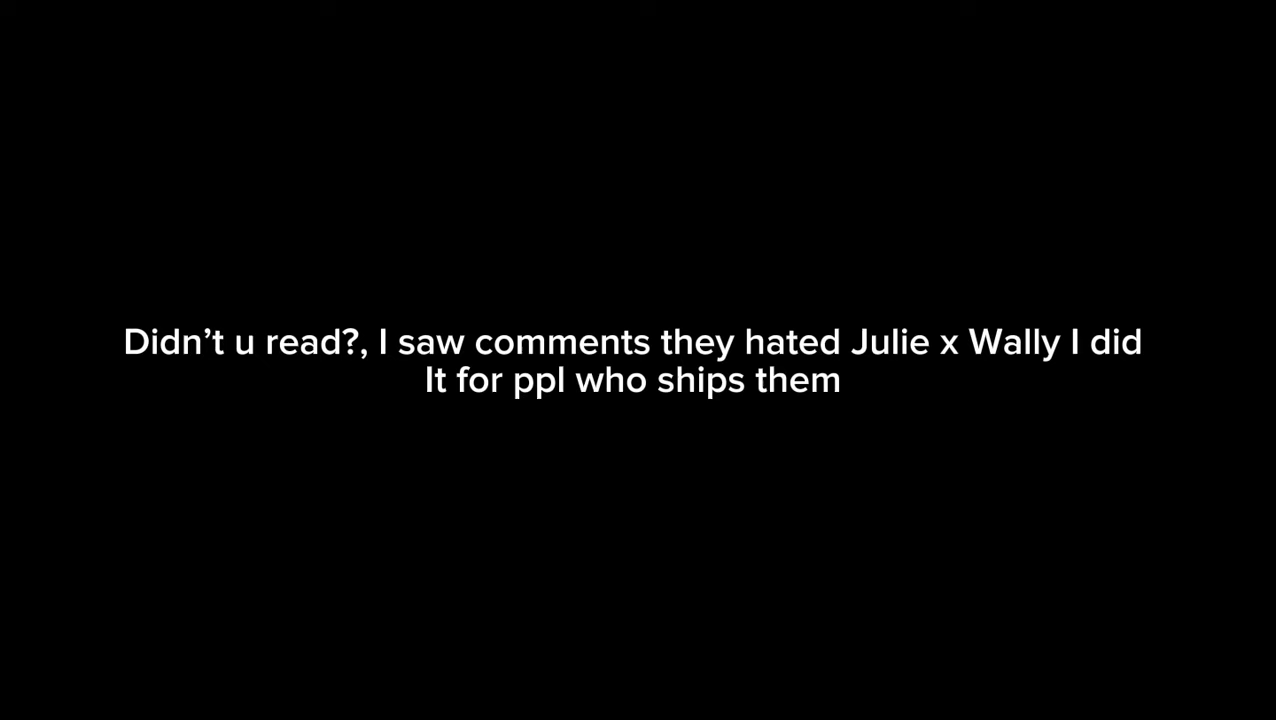 Didn’t u read?, I saw comments they hated Julie x Wally I did
It for ppl who ships them